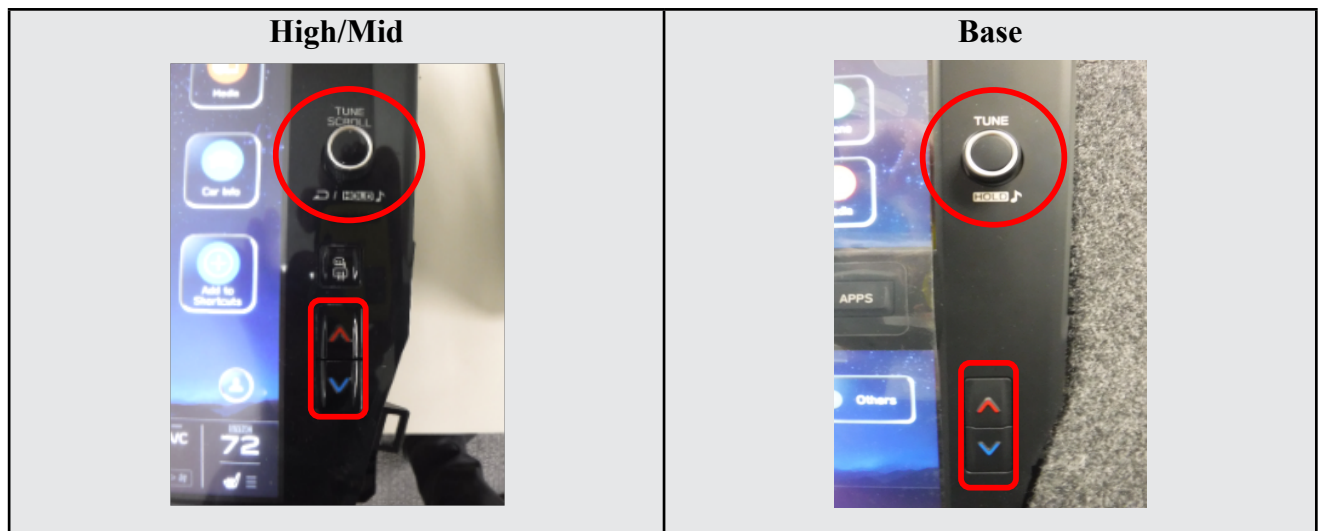 High/Mid
Base
Media
TUNE
SCROLL
Car Info
/ HOLD
Add to
Shortcuts
72
TUNE
HOLD
APPS
Others